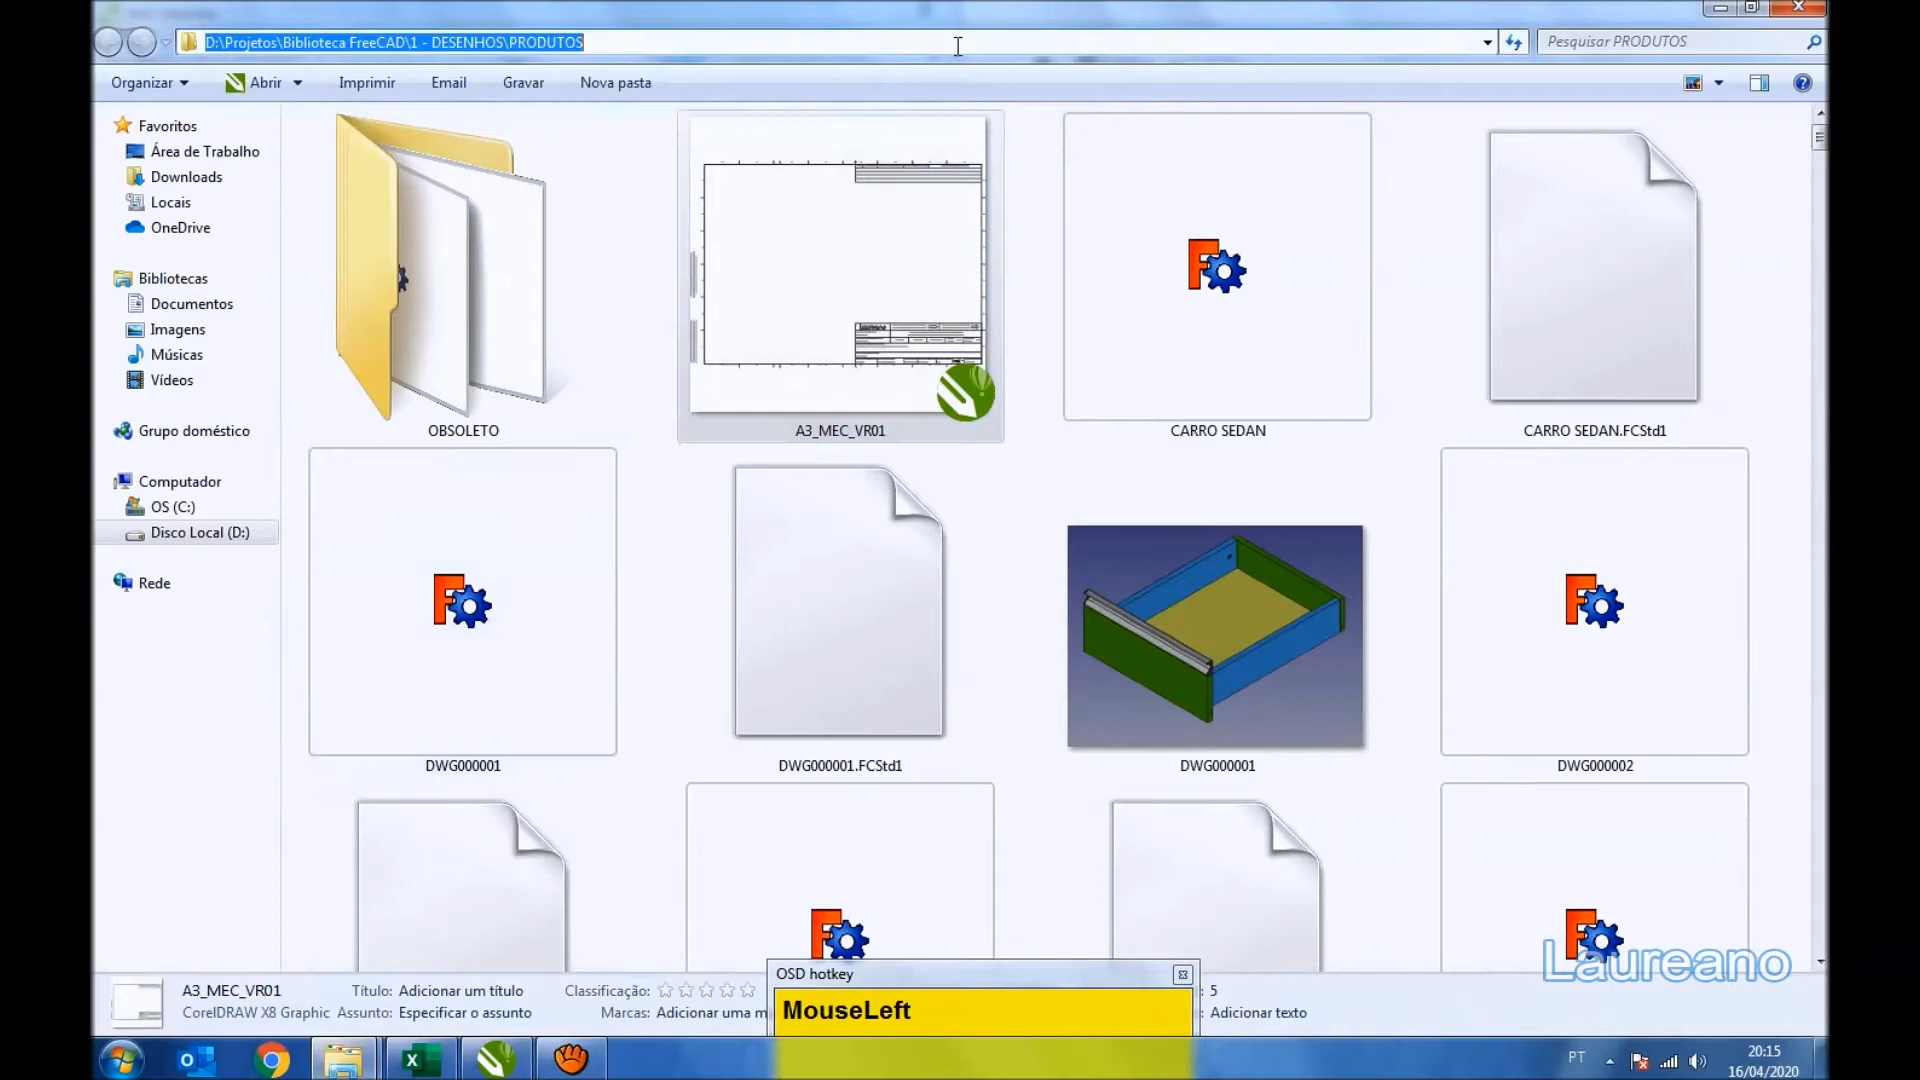 D:\Projetos\Biblioteca FreeCAD\1 - DESENHOS\PRODUTOS
Pesquisar PRODUTOS
Organizar
Abrir
Imprimir
Email
Gravar
Nova pasta
Favoritos
Área de Trabalho
Downloads
Locais
OneDrive
Bibliotecas
Documentos
Imagens
Músicas
Vídeos
Grupo doméstico
Computador
OS (C:)
Disco Local (D:)
Rede
OBSOLETO
A3_MEC_VR01
CARRO SEDAN
CARRO SEDAN.FCStd1
DWG000001
DWG000001.FCStd1
DWG000001
DWG000002
Laureano
A3_MEC_VR01
CorelDRAW X8 Graphic
Título: Adicionar um título
Assunto: Especificar o assunto
Classificação:
Marcas: Adicionar uma m
: 5
: Adicionar texto
OSD hotkey
MouseLeft
PT
20:15
16/04/2020